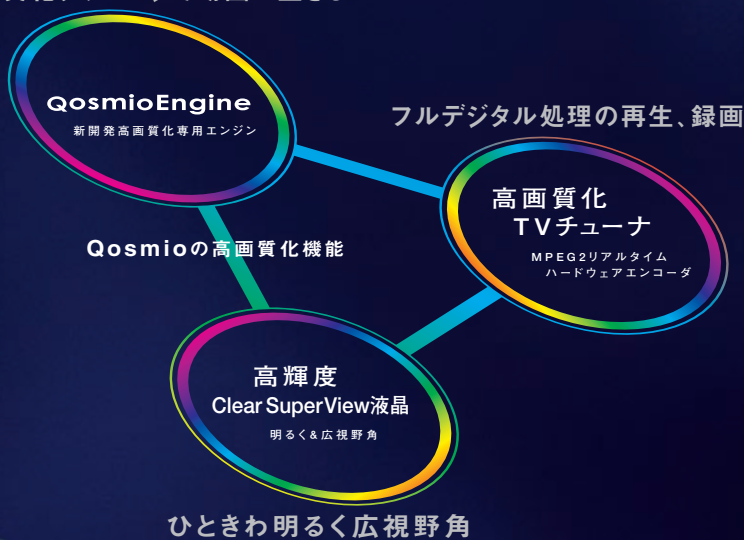 QosmioEngine
新開発高画質化専用エンジン
フルデジタル処理の再生、録画
高画質化
TVチューナ
MPEG2リアルタイム
ハードウェアエンコーダ
Qosmioの高画質化機能
高輝度
Clear SuperView液晶
明るく&広視野角
ひときわ明るく広視野角